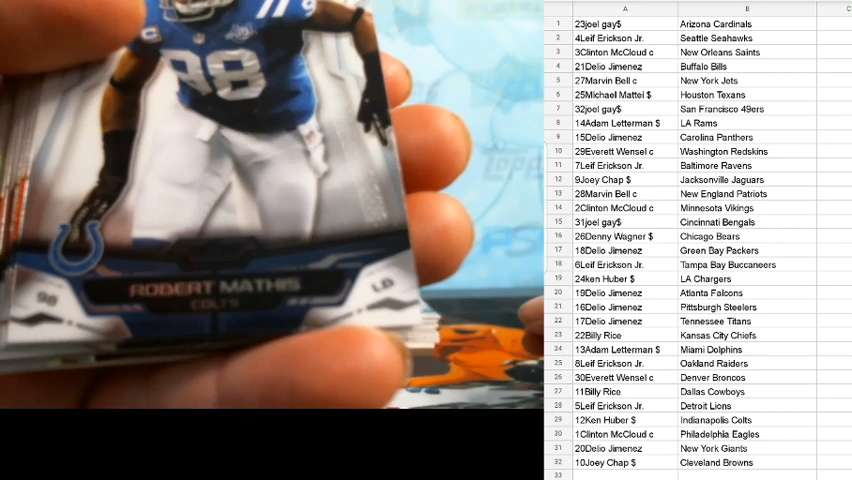 98
ROBERT MATHIS
COLTS
98
LB
A B C
1 23joel gay$ Arizona Cardinals
2 4Leif Erickson Jr. Seattle Seahawks
3 3Clinton McCloud c New Orleans Saints
4 21Delio Jimenez Buffalo Bills
5 27Marvin Bell c New York Jets
6 25Michael Mattei $ Houston Texans
7 32joel gay$ San Francisco 49ers
8 14Adam Letterman $ LA Rams
9 15Delio Jimenez Carolina Panthers
10 29Everett Wensel c Washington Redskins
11 7Leif Erickson Jr. Baltimore Ravens
12 9Joey Chap $ Jacksonville Jaguars
13 28Marvin Bell c New England Patriots
14 2Clinton McCloud c Minnesota Vikings
15 31joel gay$ Cincinnati Bengals
16 26Denny Wagner $ Chicago Bears
17 18Delio Jimenez Green Bay Packers
18 6Leif Erickson Jr. Tampa Bay Buccaneers
19 24ken Huber $ LA Chargers
20 19Delio Jimenez Atlanta Falcons
21 16Delio Jimenez Pittsburgh Steelers
22 17Delio Jimenez Tennessee Titans
23 22Billy Rice Kansas City Chiefs
24 13Adam Letterman $ Miami Dolphins
25 8Leif Erickson Jr. Oakland Raiders
26 30Everett Wensel c Denver Broncos
27 11Billy Rice Dallas Cowboys
28 5Leif Erickson Jr. Detroit Lions
29 12Ken Huber $ Indianapolis Colts
30 1Clinton McCloud c Philadelphia Eagles
31 20Delio Jimenez New York Giants
32 10Joey Chap $ Cleveland Browns
33